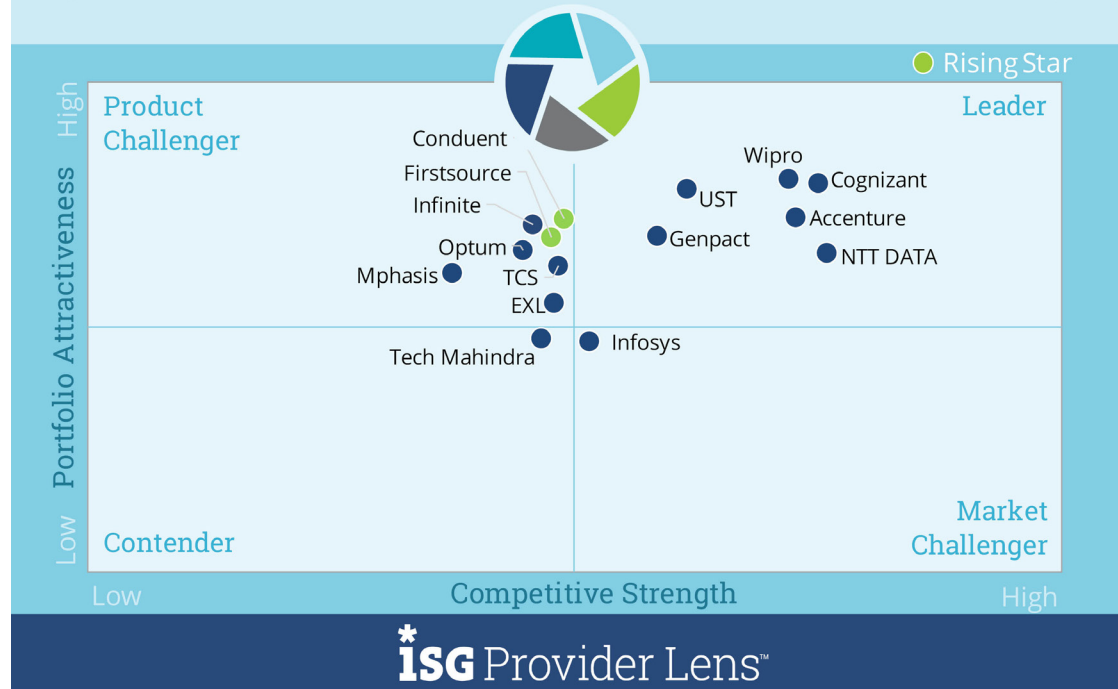 Rising Star
High
Product
Challenger
Leader
Conduent
Firstsource
Infinite
Optum
Mphasis
TCS
EXL
Tech Mahindra
Wipro
Cognizant
UST
Accenture
Genpact
NTT DATA
Infosys
Portfolio Attractiveness
Low
Contender
Market
Challenger
Low
Competitive Strength
High
*iSG Provider Lens™